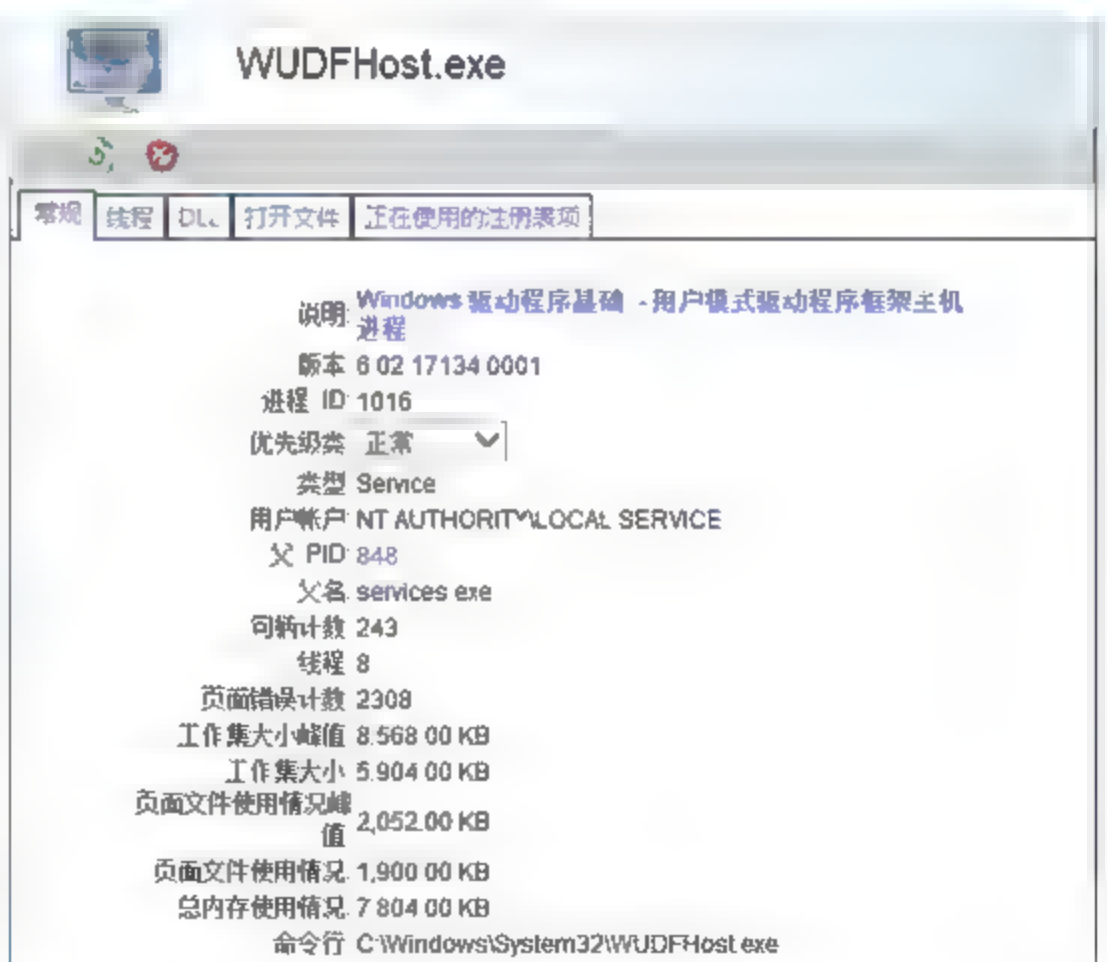 WUDFHost.exe
常规 线程 DLL 打开文件 正在使用的注册表项
说明: Windows 驱动程序基础 - 用户模式驱动程序框架主机
进程
版本 6.02.17134.0001
进程 ID: 1016
优先级类 正常
类型 Service
用户帐户: NT AUTHORITY\LOCAL SERVICE
父 PID: 848
父名: services.exe
句柄计数 243
线程 8
页面错误计数 2308
工作集大小峰值 8,568.00 KB
工作集大小 5,904.00 KB
页面文件使用情况峰
值 2,052.00 KB
页面文件使用情况: 1,900.00 KB
总内存使用情况: 7,804.00 KB
命令行 C:\Windows\System32\WUDFHost.exe